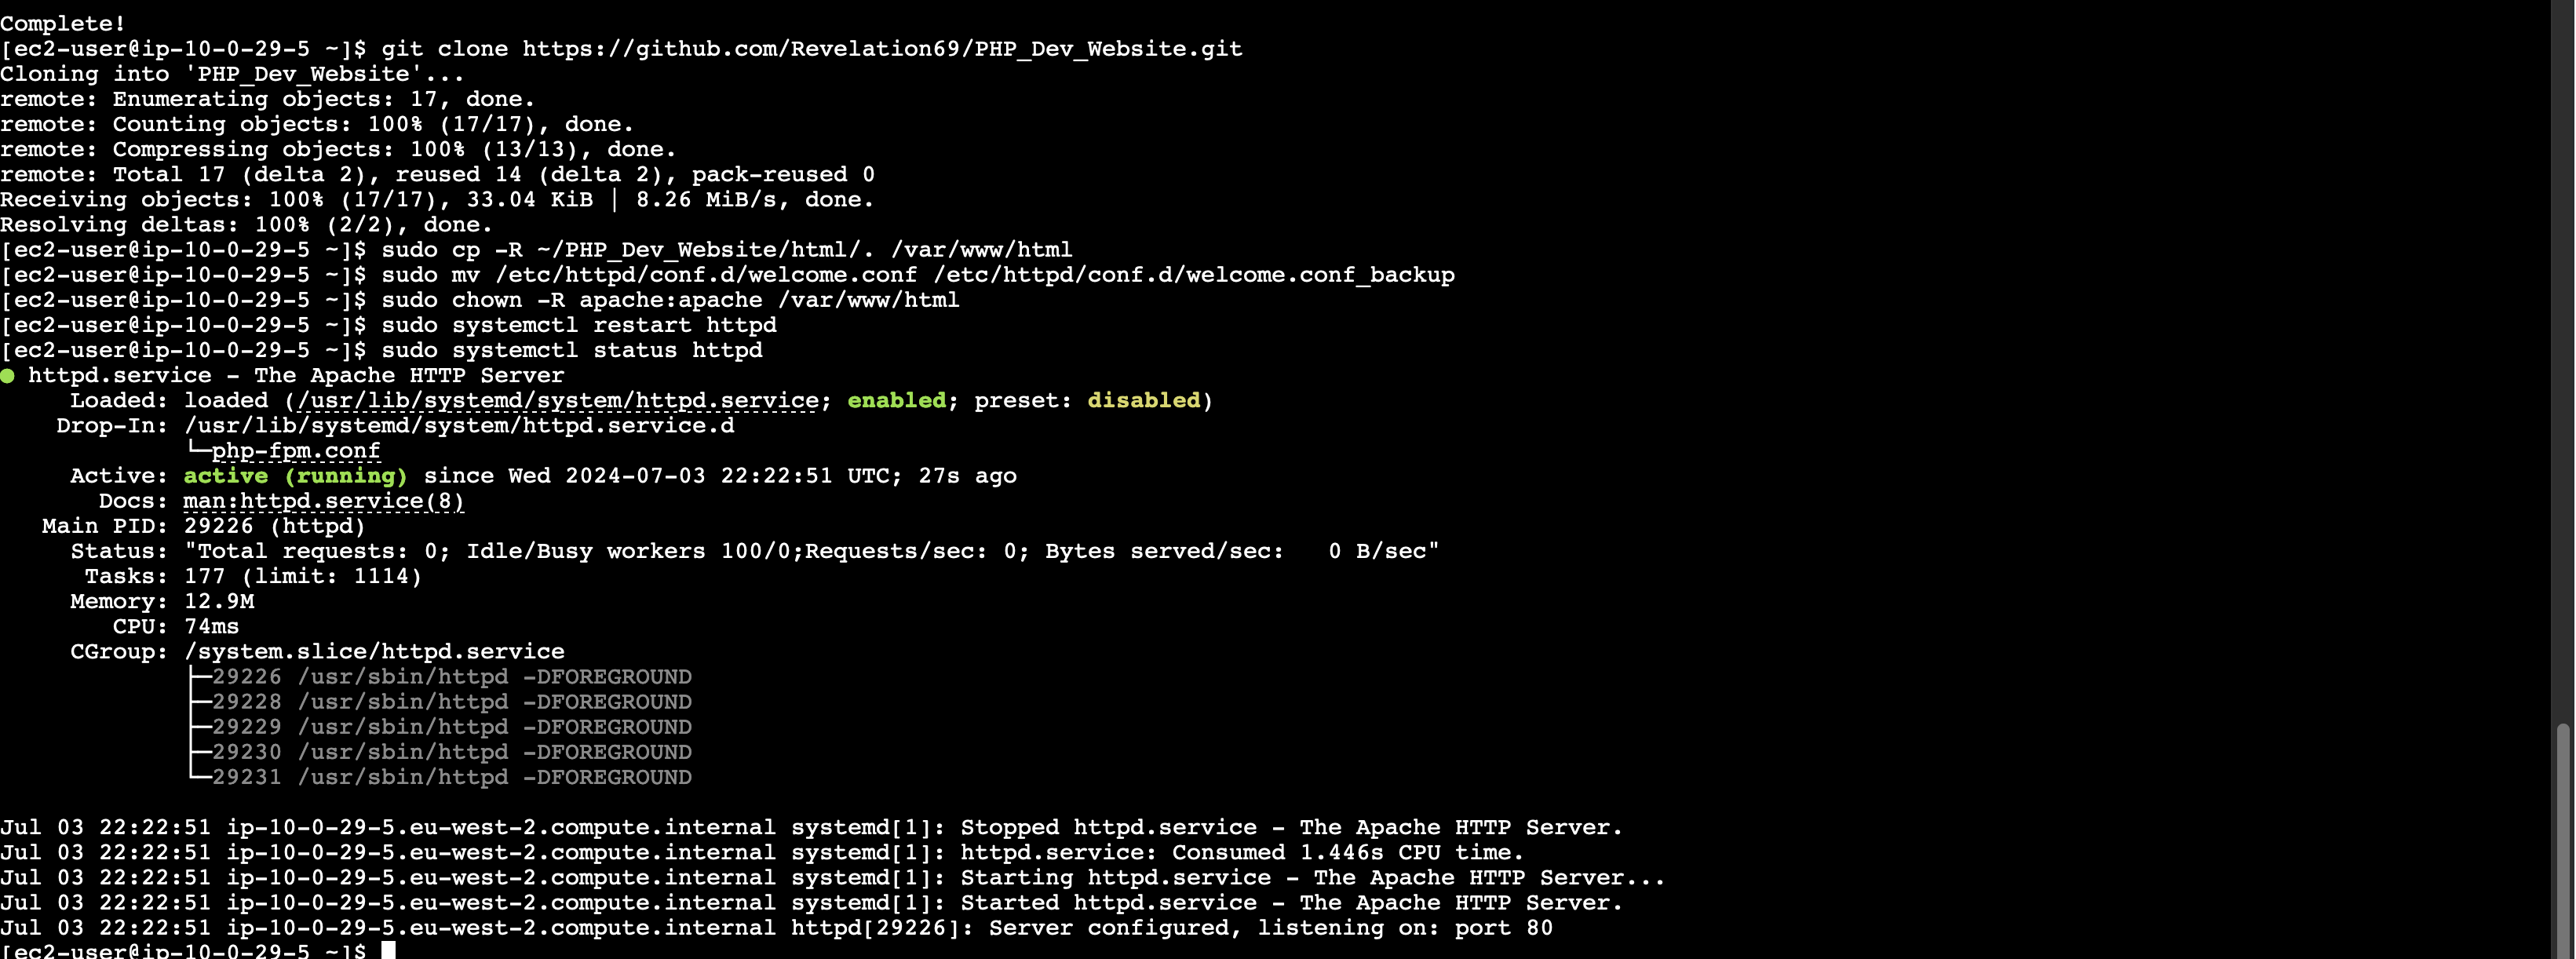 Complete!
[ec2-user@ip-10-0-29-5 ~]$ git clone https://github.com/Revelation69/PHP_Dev_Website.git
Cloning into 'PHP_Dev_Website'...
remote: Enumerating objects: 17, done.
remote: Counting objects: 100% (17/17), done.
remote: Compressing objects: 100% (13/13), done.
remote: Total 17 (delta 2), reused 14 (delta 2), pack-reused 0
Receiving objects: 100% (17/17), 33.04 KiB | 8.26 MiB/s, done.
Resolving deltas: 100% (2/2), done.
[ec2-user@ip-10-0-29-5 ~]$ sudo cp -R ~/PHP_Dev_Website/html/. /var/www/html
[ec2-user@ip-10-0-29-5 ~]$ sudo mv /etc/httpd/conf.d/welcome.conf /etc/httpd/conf.d/welcome.conf_backup
[ec2-user@ip-10-0-29-5 ~]$ sudo chown -R apache:apache /var/www/html
[ec2-user@ip-10-0-29-5 ~]$ sudo systemctl restart httpd
[ec2-user@ip-10-0-29-5 ~]$ sudo systemctl status httpd
● httpd.service - The Apache HTTP Server
     Loaded: loaded (/usr/lib/systemd/system/httpd.service; enabled; preset: disabled)
    Drop-In: /usr/lib/systemd/system/httpd.service.d
             └─php-fpm.conf
     Active: active (running) since Wed 2024-07-03 22:22:51 UTC; 27s ago
       Docs: man:httpd.service(8)
   Main PID: 29226 (httpd)
     Status: "Total requests: 0; Idle/Busy workers 100/0;Requests/sec: 0; Bytes served/sec:   0 B/sec"
      Tasks: 177 (limit: 1114)
     Memory: 12.9M
        CPU: 74ms
     CGroup: /system.slice/httpd.service
             ├─29226 /usr/sbin/httpd -DFOREGROUND
             ├─29228 /usr/sbin/httpd -DFOREGROUND
             ├─29229 /usr/sbin/httpd -DFOREGROUND
             ├─29230 /usr/sbin/httpd -DFOREGROUND
             └─29231 /usr/sbin/httpd -DFOREGROUND
Jul 03 22:22:51 ip-10-0-29-5.eu-west-2.compute.internal systemd[1]: Stopped httpd.service - The Apache HTTP Server.
Jul 03 22:22:51 ip-10-0-29-5.eu-west-2.compute.internal systemd[1]: httpd.service: Consumed 1.446s CPU time.
Jul 03 22:22:51 ip-10-0-29-5.eu-west-2.compute.internal systemd[1]: Starting httpd.service - The Apache HTTP Server...
Jul 03 22:22:51 ip-10-0-29-5.eu-west-2.compute.internal systemd[1]: Started httpd.service - The Apache HTTP Server.
Jul 03 22:22:51 ip-10-0-29-5.eu-west-2.compute.internal httpd[29226]: Server configured, listening on: port 80
[ec2-user@ip-10-0-29-5 ~]$